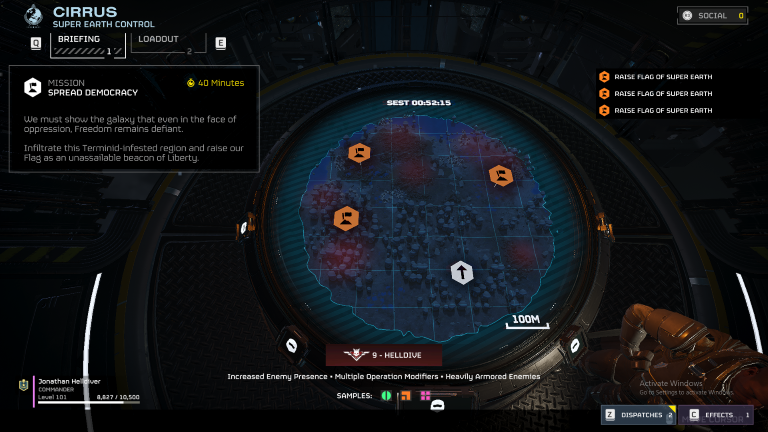 CIRRUS
SUPER EARTH CONTROL
Q
BRIEFING
1
LOADOUT
2
E
SOCIAL 0
MISSION
SPREAD DEMOCRACY
40 Minutes
We must show the galaxy that even in the face of
oppression, Freedom remains defiant.
Infiltrate this Terminid-infested region and raise our
Flag as an unassailable beacon of Liberty.
RAISE FLAG OF SUPER EARTH
RAISE FLAG OF SUPER EARTH
RAISE FLAG OF SUPER EARTH
SEST 00:52:15
100M
9 - HELLDIVE
Increased Enemy Presence • Multiple Operation Modifiers • Heavily Armored Enemies
SAMPLES:
Jonathan Helldiver
COMMANDER
Level 101 8,827 / 10,500
Activate Windows
Go to Settings to activate Windows.
Z DISPATCHES 2
C EFFECTS 1
CURSOR